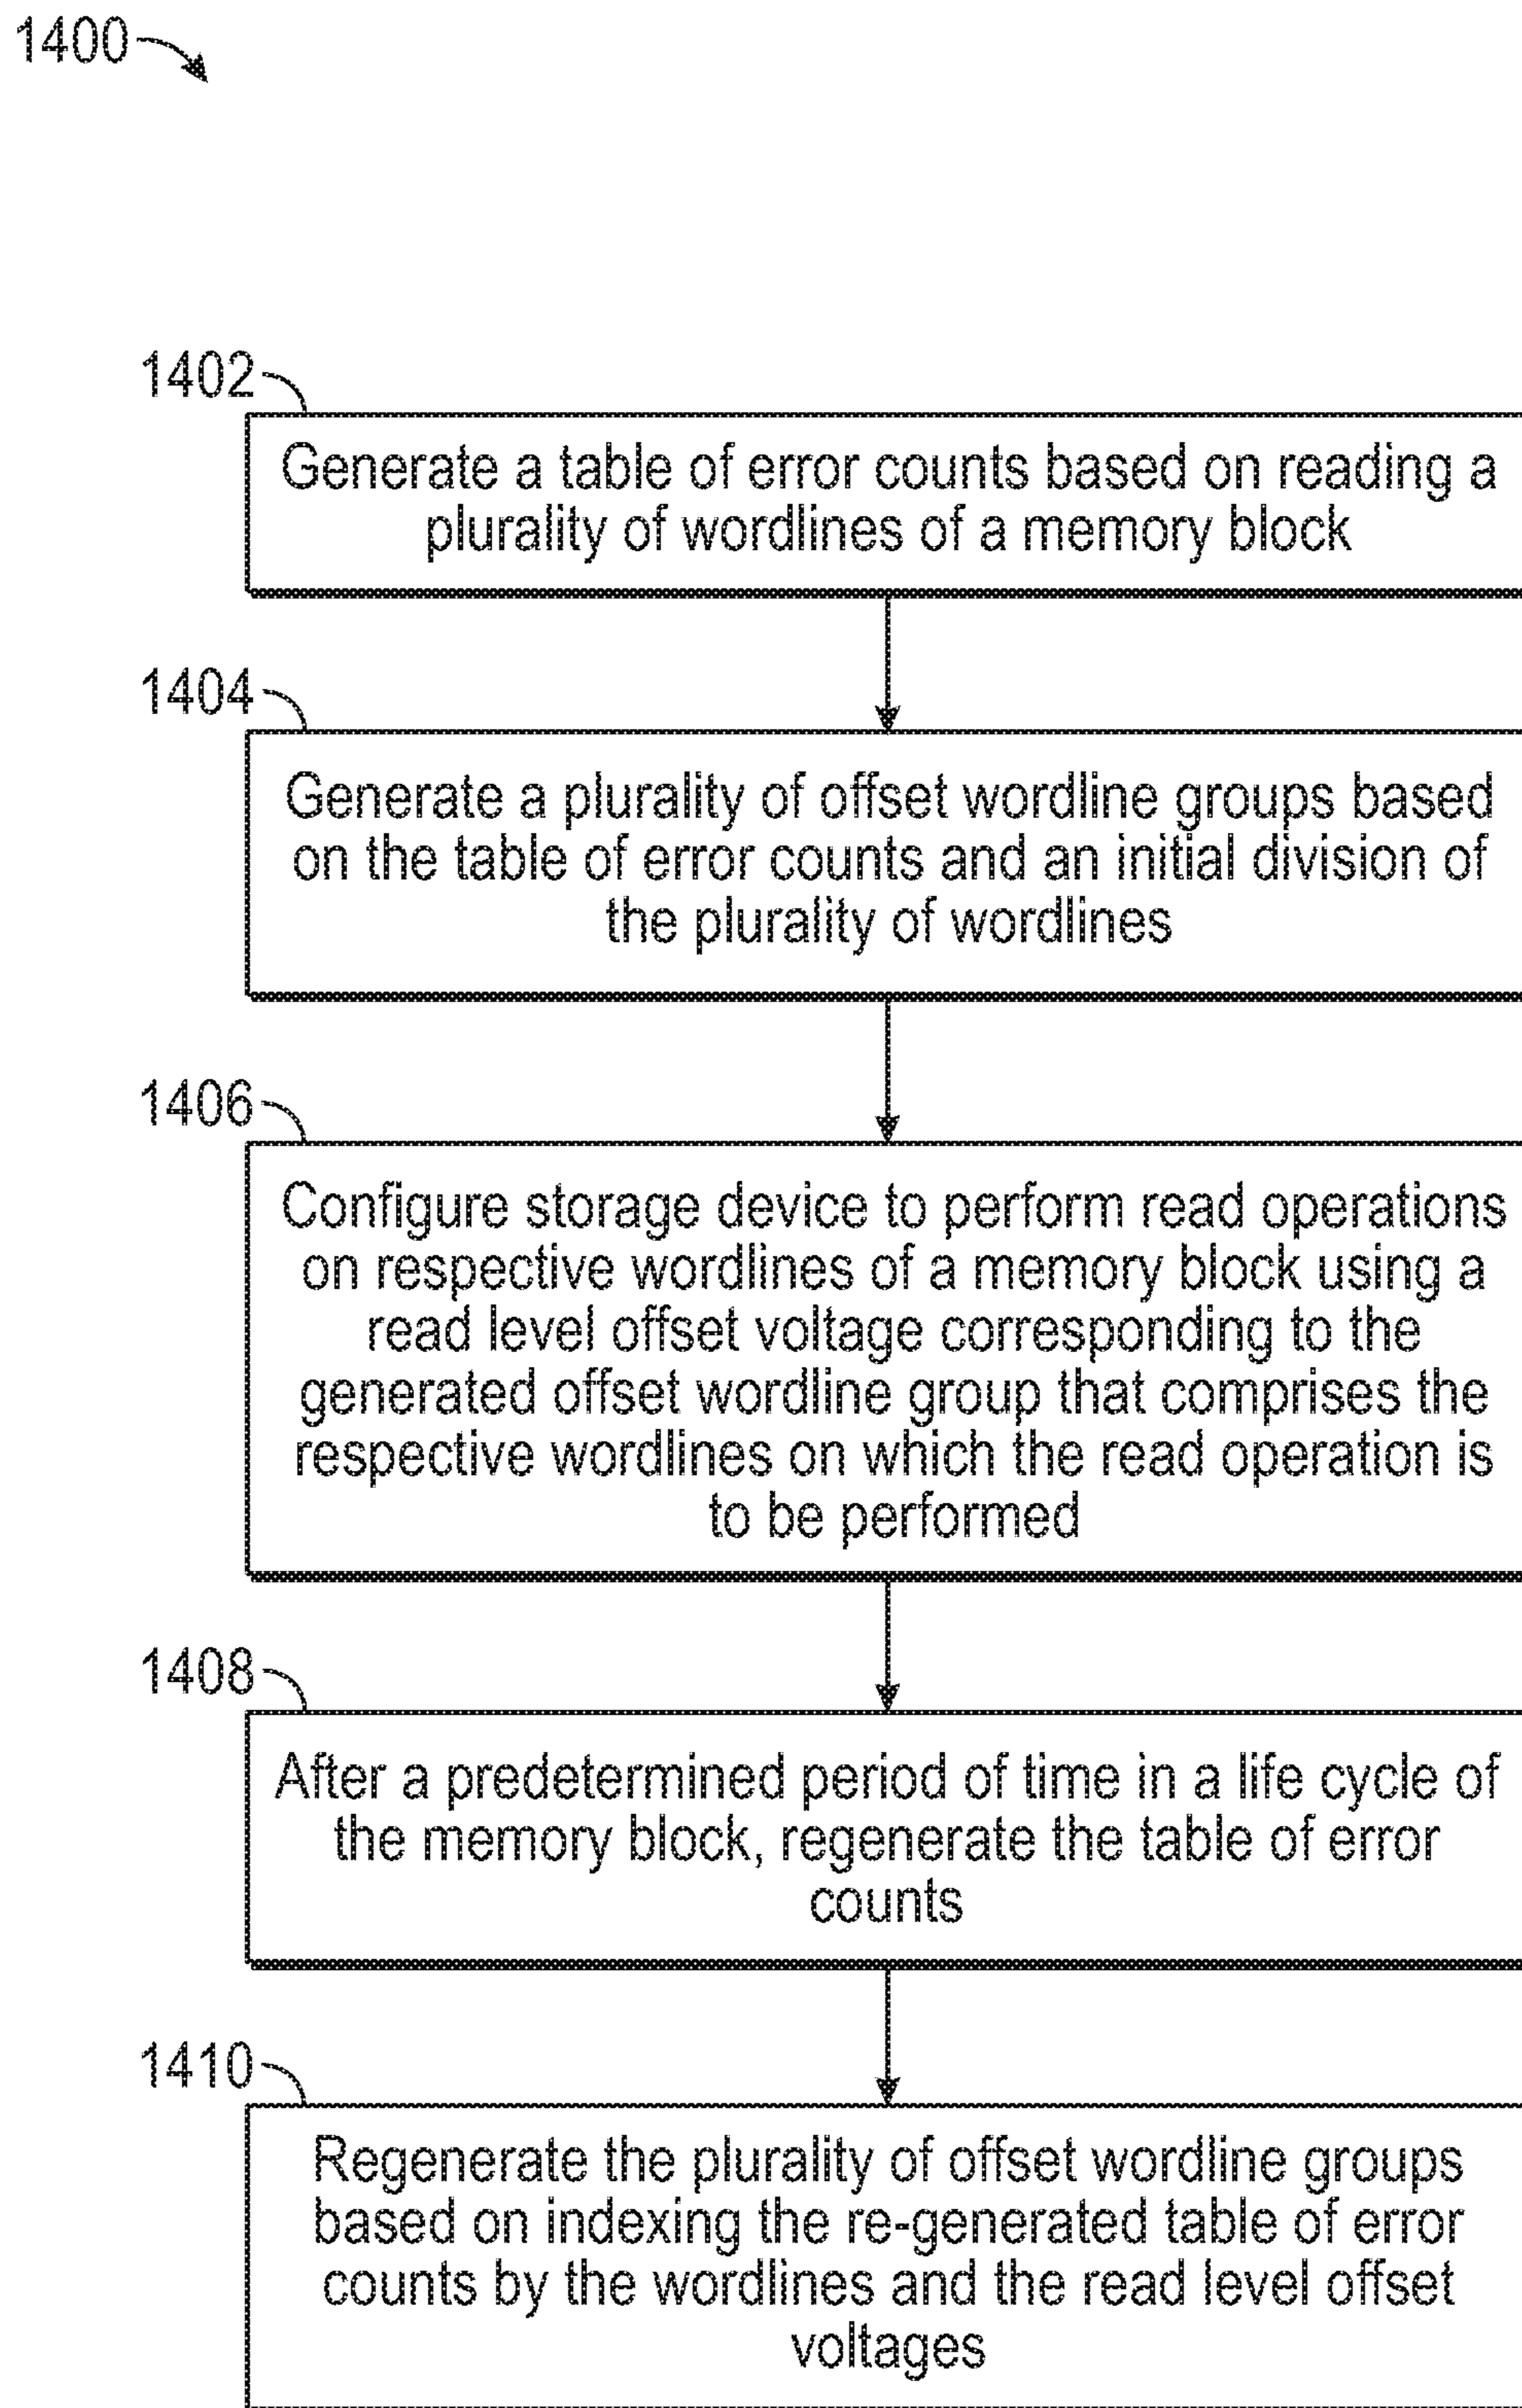 1400
1402
Generate a table of error counts based on reading a
plurality of wordlines of a memory block
1404
Generate a plurality of offset wordline groups based
on the table of error counts and an initial division of
the plurality of wordlines
1406
Configure storage device to perform read operations
on respective wordlines of a memory block using a
read level offset voltage corresponding to the
generated offset wordline group that comprises the
respective wordlines on which the read operation is
to be performed
1408
After a predetermined period of time in a life cycle of
the memory block, regenerate the table of error
counts
1410
Regenerate the plurality of offset wordline groups
based on indexing the re-generated table of error
counts by the wordlines and the read level offset
voltages